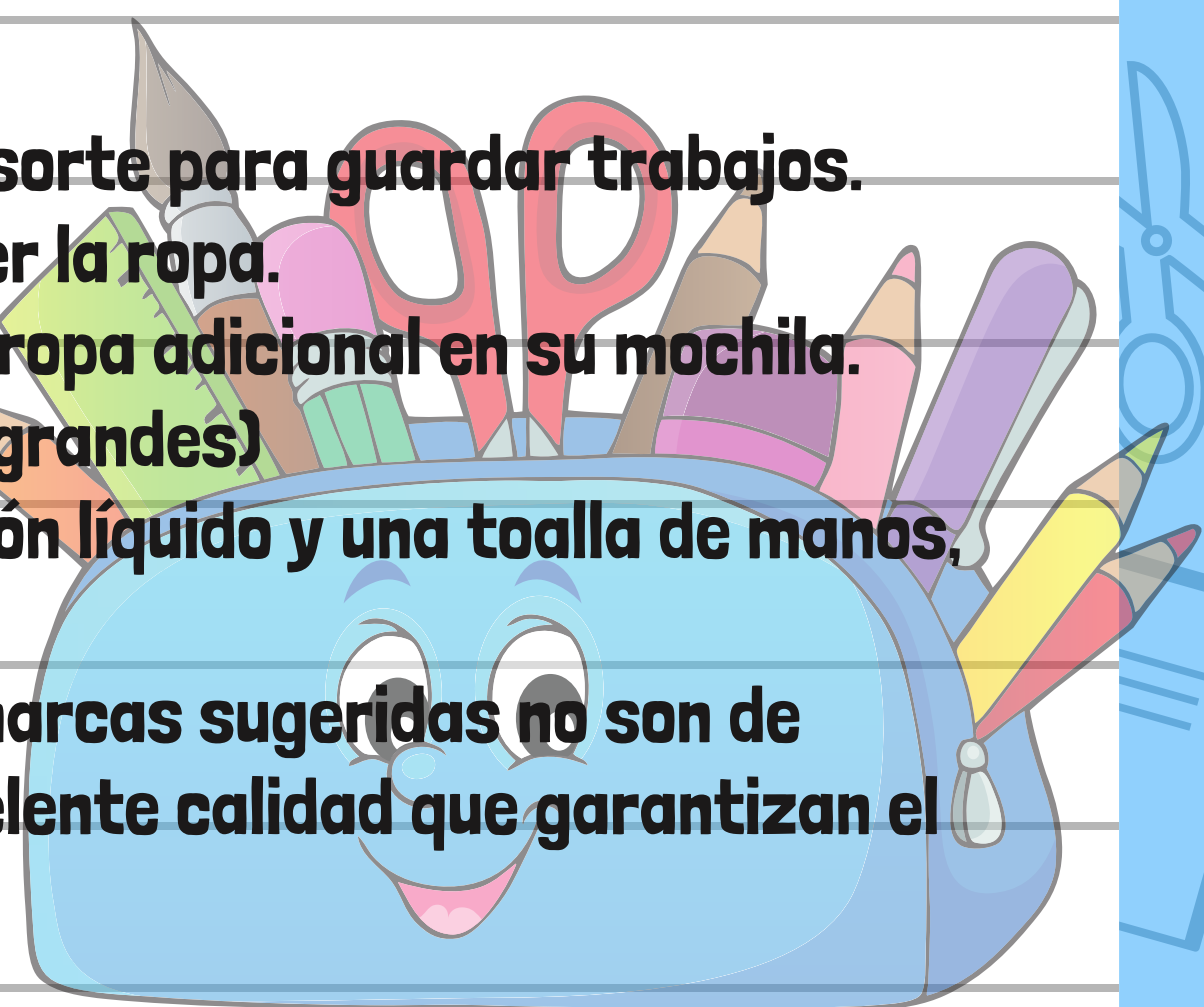 sorte para guardar trabajos.
er la ropa.
ropa adicional en su mochila.
grandes)
ón líquido y una toalla de manos,
arcas sugeridas no son de
elente calidad que garantizan el